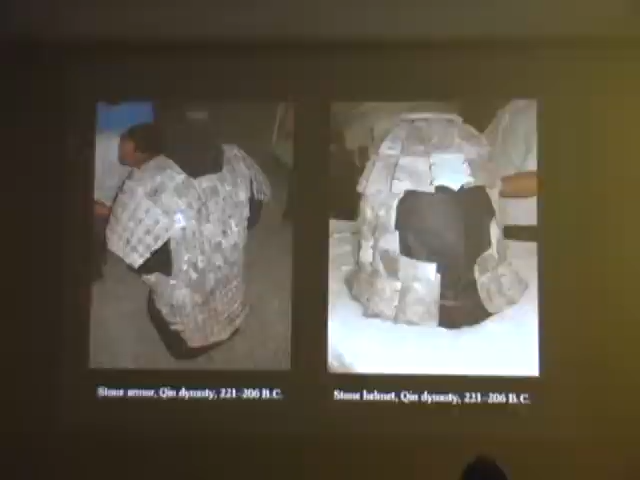 Stone armor, Qin dynasty, 221–206 B.C.
Stone helmet, Qin dynasty, 221–206 B.C.